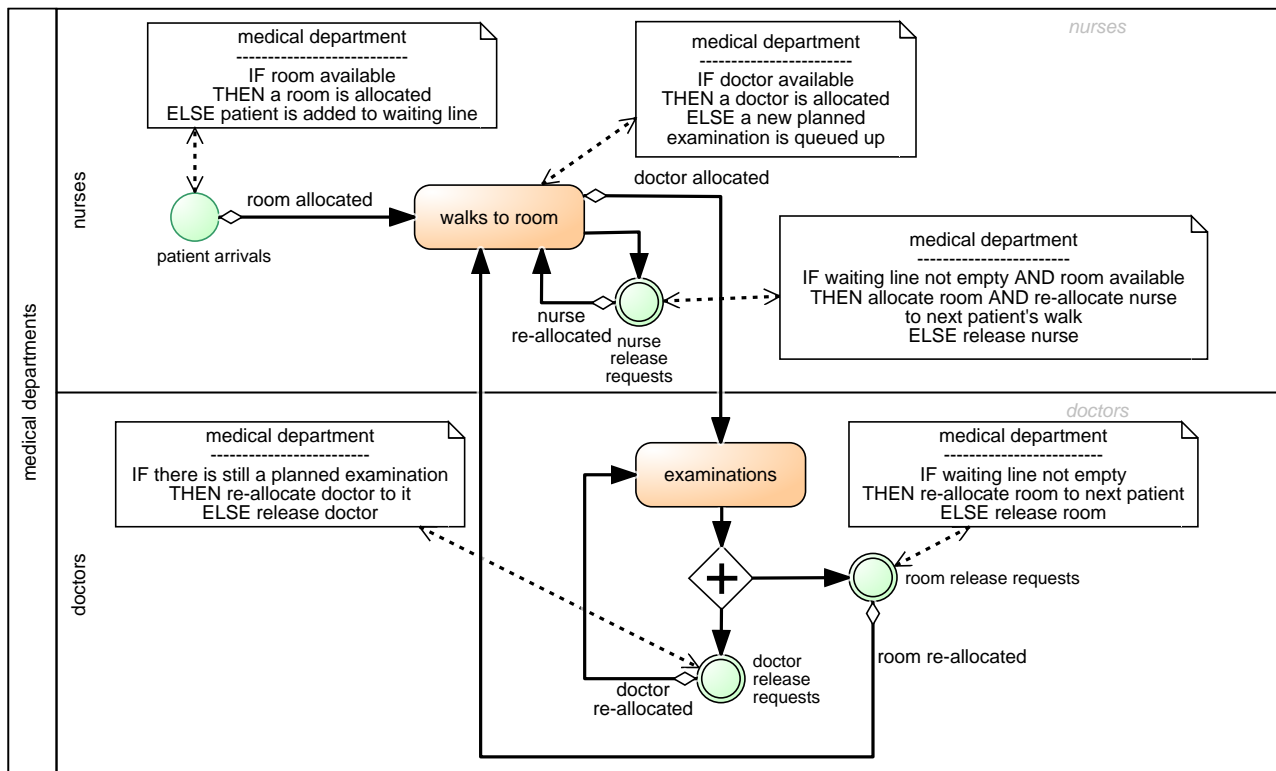 medical departments
nurses
nurses
medical department
---------------------------
IF room available
THEN a room is allocated
ELSE patient is added to waiting line
medical department
------------------------
IF doctor available
THEN a doctor is allocated
ELSE a new planned
examination is queued up
patient arrivals
room allocated
walks to room
doctor allocated
nurse
re-allocated
nurse
release
requests
medical department
------------------------
IF waiting line not empty AND room available
THEN allocate room AND re-allocate nurse
to next patient's walk
ELSE release nurse
doctors
doctors
medical department
-------------------------
IF there is still a planned examination
THEN re-allocate doctor to it
ELSE release doctor
examinations
medical department
-------------------------
IF waiting line not empty
THEN re-allocate room to next patient
ELSE release room
room release requests
room re-allocated
doctor
release
requests
doctor
re-allocated